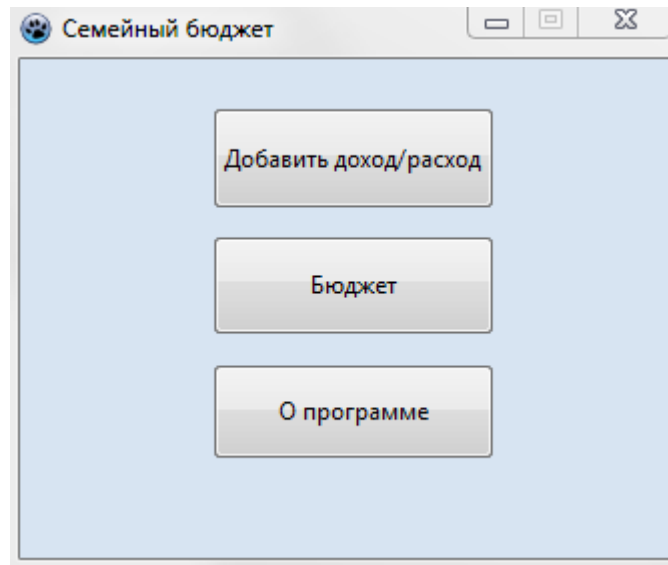 Семейный бюджет
Добавить доход/расход
Бюджет
О программе